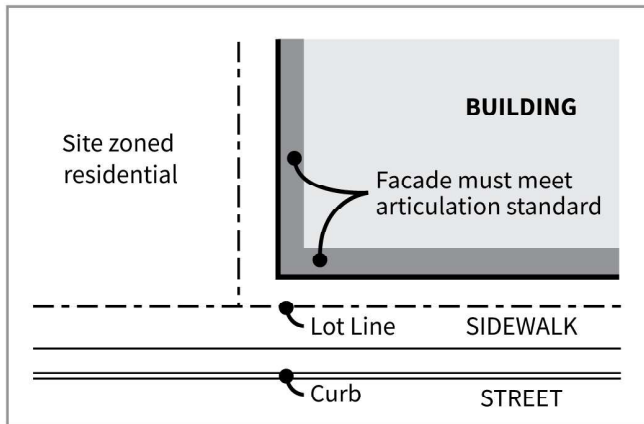 BUILDING
Site zoned
residential
Facade must meet
articulation standard
Lot Line
SIDEWALK
Curb
STREET